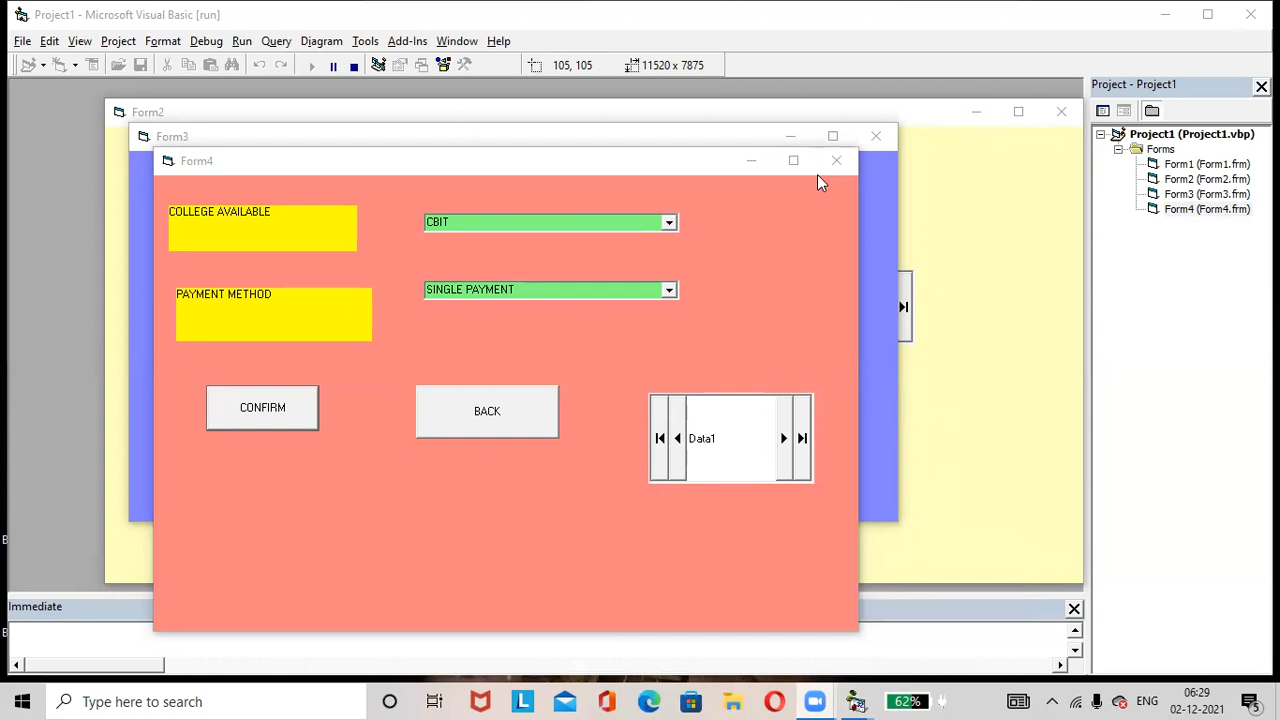 Project1 - Microsoft Visual Basic [run]
File Edit View Project Format Debug Run Query Diagram Tools Add-Ins Window Help
105, 105
11520 x 7875
Project - Project1
Form2
Form3
Form4
Project1 (Project1.vbp)
Forms
Form1 (Form1.frm)
Form2 (Form2.frm)
Form3 (Form3.frm)
Form4 (Form4.frm)
COLLEGE AVAILABLE
CBIT
PAYMENT METHOD
SINGLE PAYMENT
CONFIRM
BACK
Data1
B
Immediate
B
Type here to search
L
62%
ENG
06:29
02-12-2021
5